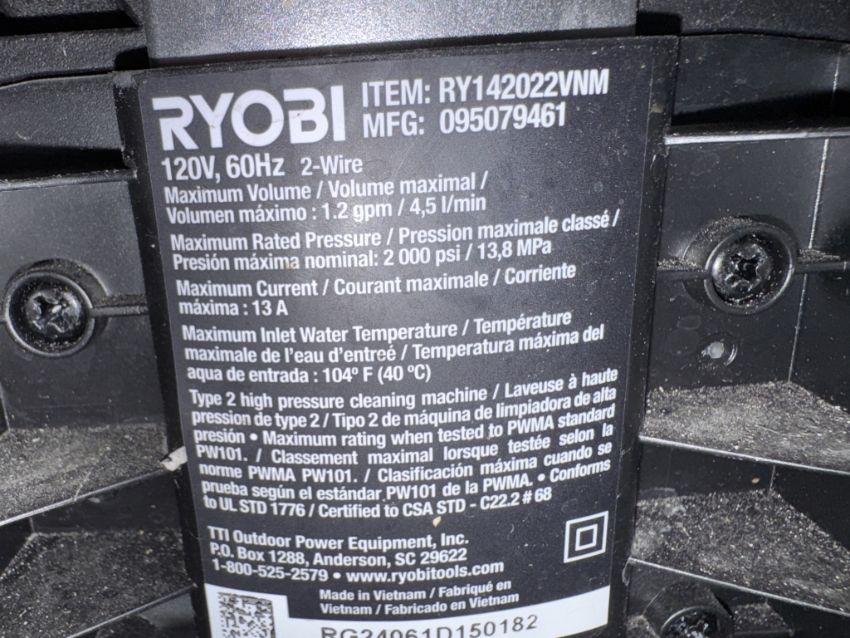 RYOBI
ITEM: RY142022VNM
MFG: 095079461
120V, 60Hz 2-Wire
Maximum Volume / Volume maximal /
Volumen máximo : 1.2 gpm / 4,5 l/min
Maximum Rated Pressure / Pression maximale classé /
Presión máxima nominal: 2 000 psi / 13,8 MPa
Maximum Current / Courant maximale / Corriente
máxima : 13 A
Maximum Inlet Water Temperature / Température
maximale de l'eau d'entreé / Temperatura máxima del
aqua de entrada : 104º F (40 ºC)
Type 2 high pressure cleaning machine / Laveuse à haute
pression de type 2 / Tipo 2 de máquina de limpiadora de alta
presión • Maximum rating when tested to PWMA standard
PW101. / Classement maximal lorsque testée selon la
norme PWMA PW101. / Clasificación máxima cuando se
prueba según el estándar PW101 de la PWMA. • Conforms
to UL STD 1776 / Certified to CSA STD - C22.2 # 68
TTI Outdoor Power Equipment, Inc.
P.O. Box 1288, Anderson, SC 29622
1-800-525-2579 • www.ryobitools.com
Made in Vietnam / Fabriqué en
Vietnam / Fabricado en Vietnam
RG24061D150182